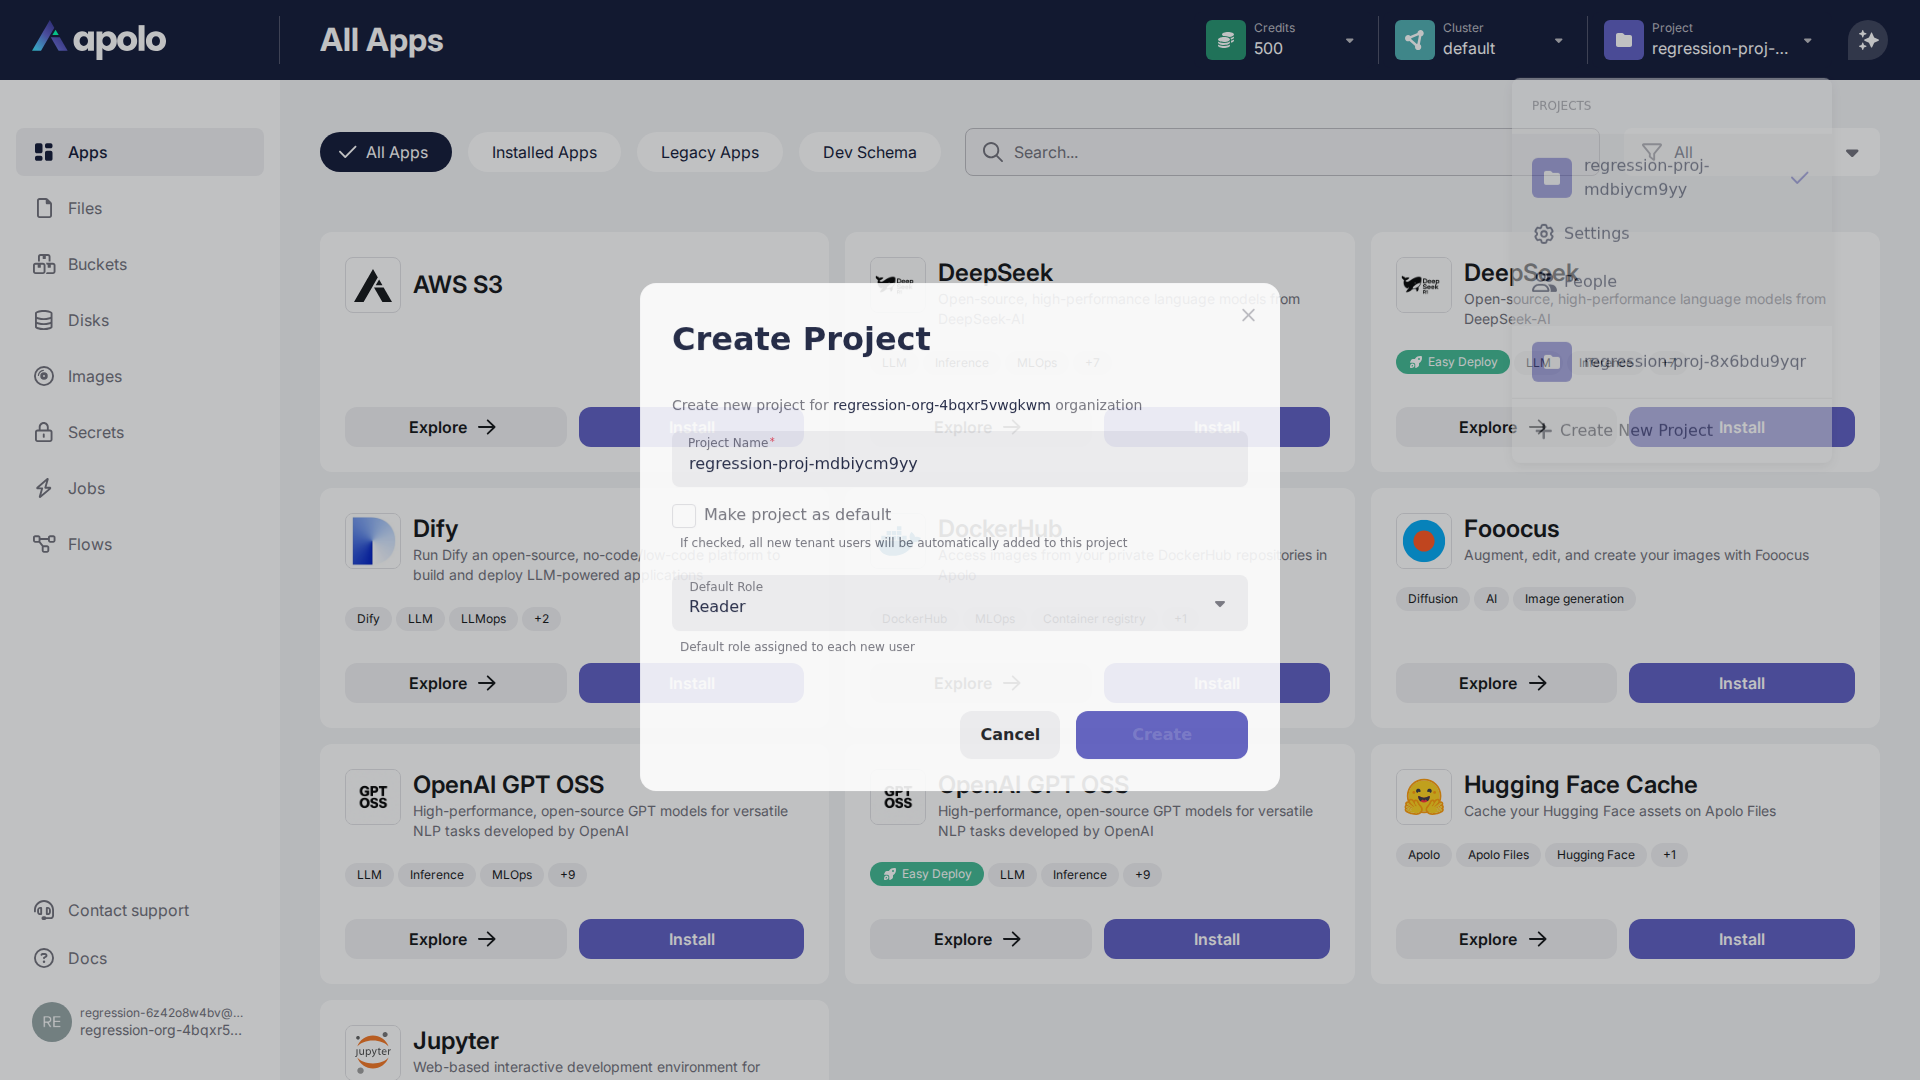 apolo
All Apps
Credits
500
Cluster
default
Project
regression-proj-...
Apps
Files
Buckets
Disks
Images
Secrets
Jobs
Flows
Contact support
Docs
RE
regression-6z42o8w4bv@...
regression-org-4bqxr5...
All Apps
Installed Apps
Legacy Apps
Dev Schema
Search...
All
PROJECTS
regression-proj-
mdbiycm9yy
Settings
People
regression-proj-8x6bdu9yqr
Create New Project
AWS S3
Explore
Install
DeepSeek
Open-source, high-performance language models from
DeepSeek-AI
LLM
Inference
MLOps
+7
Explore
Install
DeepSeek
Open-source, high-performance language models from
DeepSeek-AI
Easy Deploy
LLM
Inference
+7
Explore
Install
Create Project
Create new project for regression-org-4bqxr5vwgkwm organization
Project Name*
regression-proj-mdbiycm9yy
Make project as default
If checked, all new tenant users will be automatically added to this project
Default Role
Reader
Default role assigned to each new user
Cancel
Create
Dify
Run Dify an open-source, no-code/low-code platform to
build and deploy LLM-powered applications
Dify
LLM
LLMops
+2
Explore
Install
DockerHub
Access images from your private DockerHub repositories in
Apolo
DockerHub
MLOps
Container registry
+1
Explore
Install
Fooocus
Augment, edit, and create your images with Fooocus
Diffusion
AI
Image generation
Explore
Install
GPT
OSS
OpenAI GPT OSS
High-performance, open-source GPT models for versatile
NLP tasks developed by OpenAI
LLM
Inference
MLOps
+9
Explore
Install
GPT
OSS
OpenAI GPT OSS
High-performance, open-source GPT models for versatile
NLP tasks developed by OpenAI
Easy Deploy
LLM
Inference
+9
Explore
Install
Hugging Face Cache
Cache your Hugging Face assets on Apolo Files
Apolo
Apolo Files
Hugging Face
+1
Explore
Install
jupyter
Jupyter
Web-based interactive development environment for